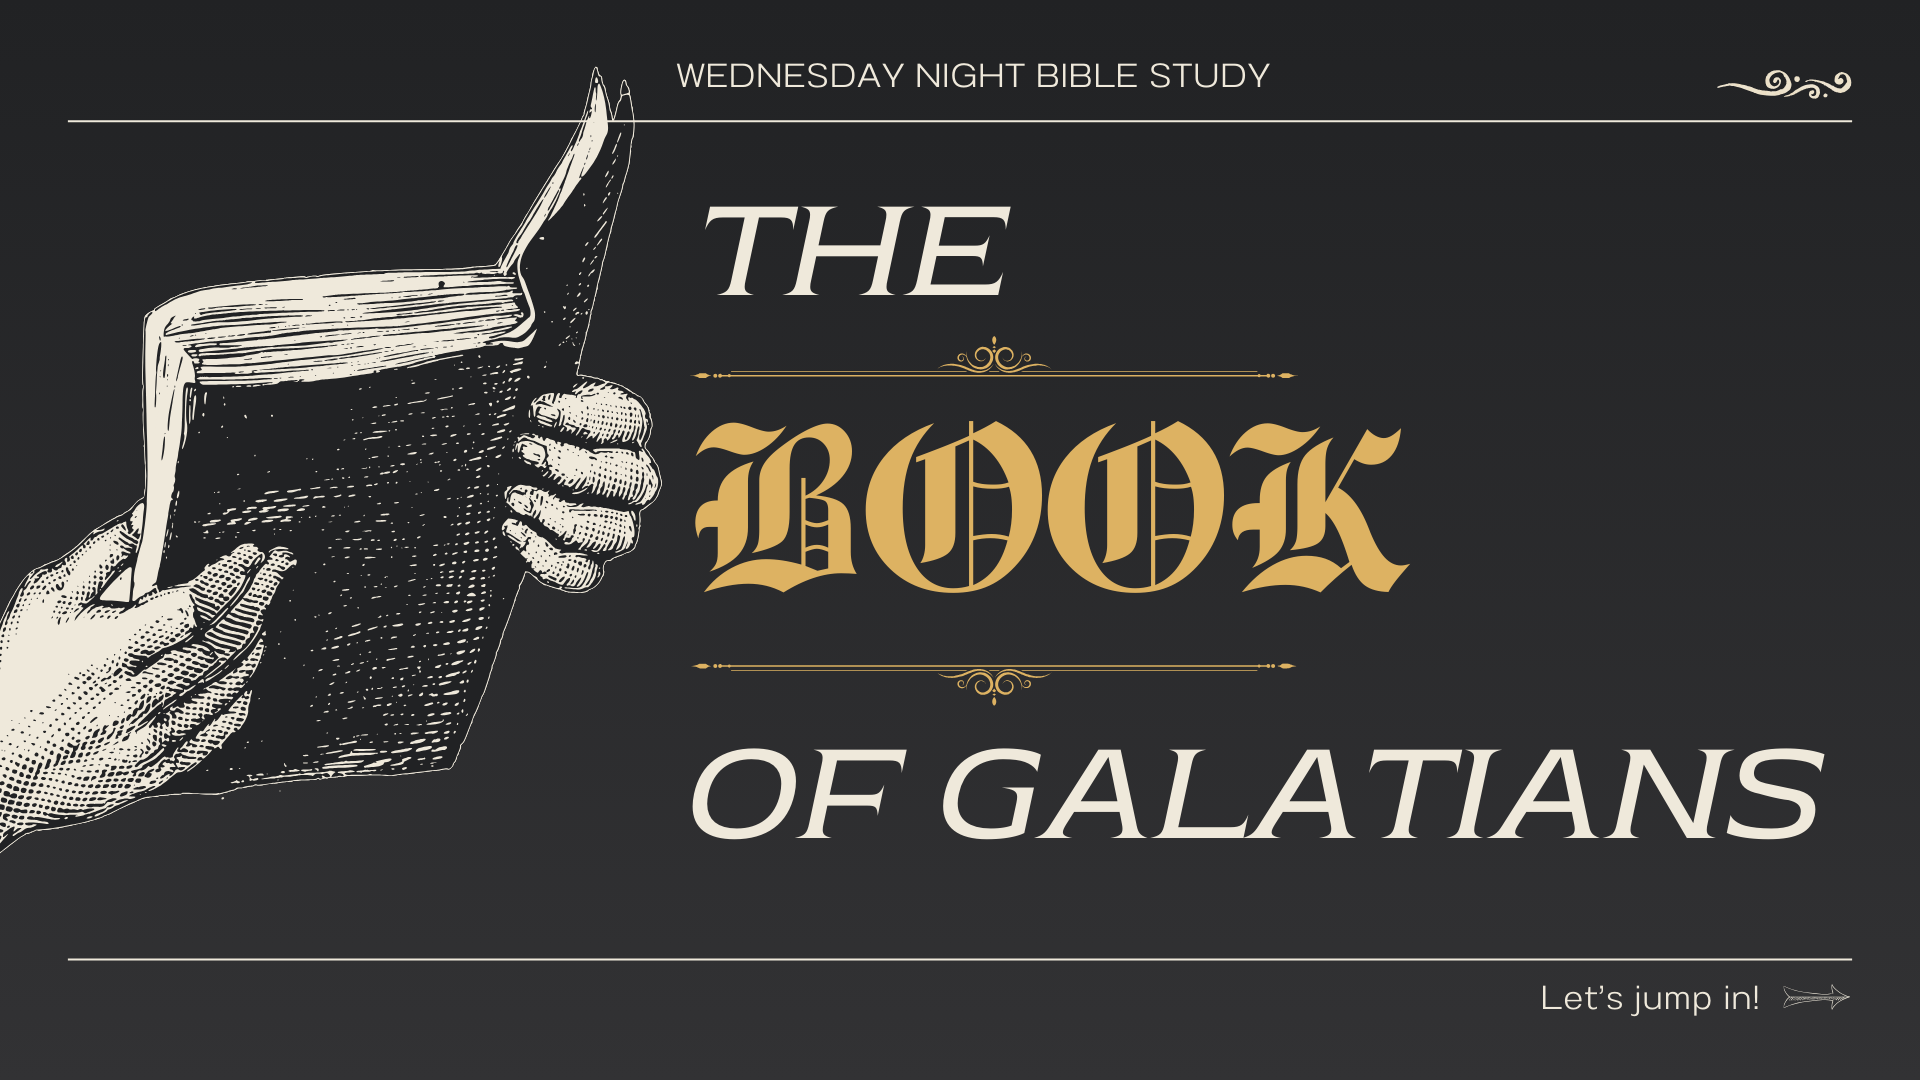 WEDNESDAY NIGHT BIBLE STUDY
THE
BOOK
OF GALATIANS
Let’s jump in!